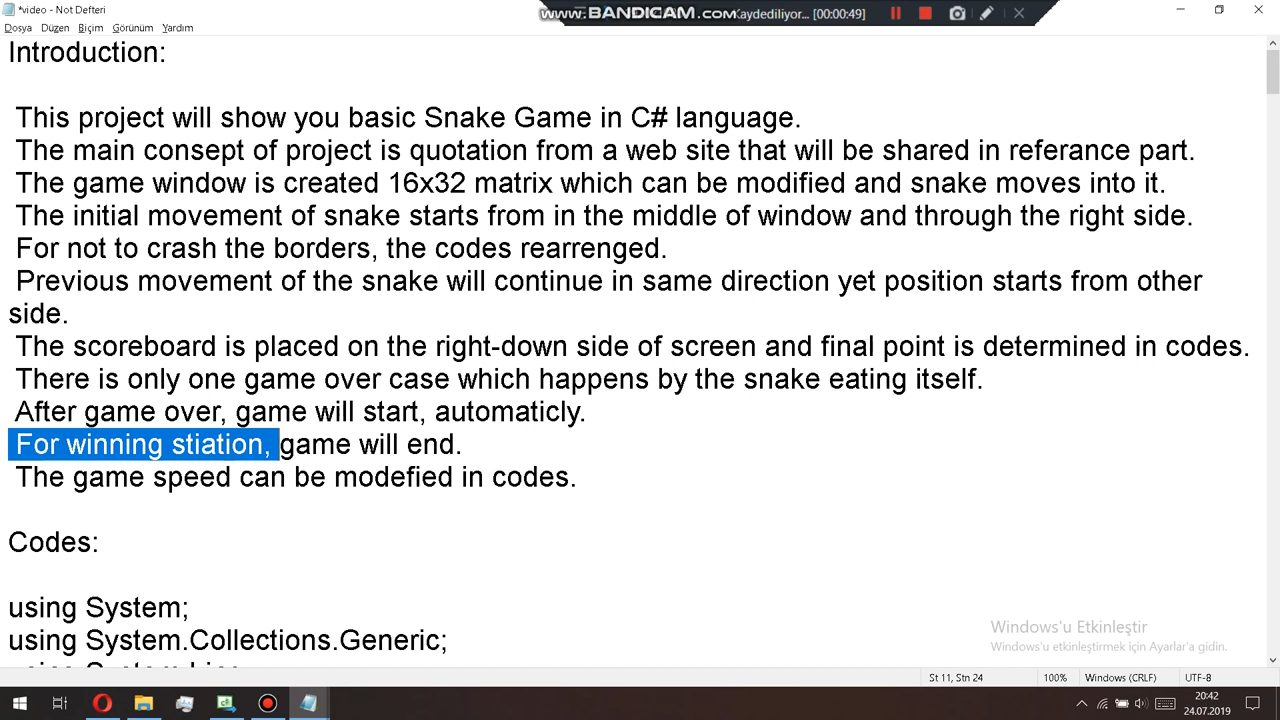 *video - Not Defteri
www.BANDICAM.com Kaydediliyor... [00:00:49]
Dosya Düzen Biçim Görünüm Yardım
Introduction:
This project will show you basic Snake Game in C# language.
The main consept of project is quotation from a web site that will be shared in referance part.
The game window is created 16x32 matrix which can be modified and snake moves into it.
The initial movement of snake starts from in the middle of window and through the right side.
For not to crash the borders, the codes rearrenged.
Previous movement of the snake will continue in same direction yet position starts from other
side.
The scoreboard is placed on the right-down side of screen and final point is determined in codes.
There is only one game over case which happens by the snake eating itself.
After game over, game will start, automaticly.
For winning stiation, game will end.
The game speed can be modefied in codes.
Codes:
using System;
using System.Collections.Generic;
Windows'u Etkinleştir
Windows'u etkinleştirmek için Ayarlar'a gidin.
St 11, Stn 24 100% Windows (CRLF) UTF-8
20:42
24.07.2019